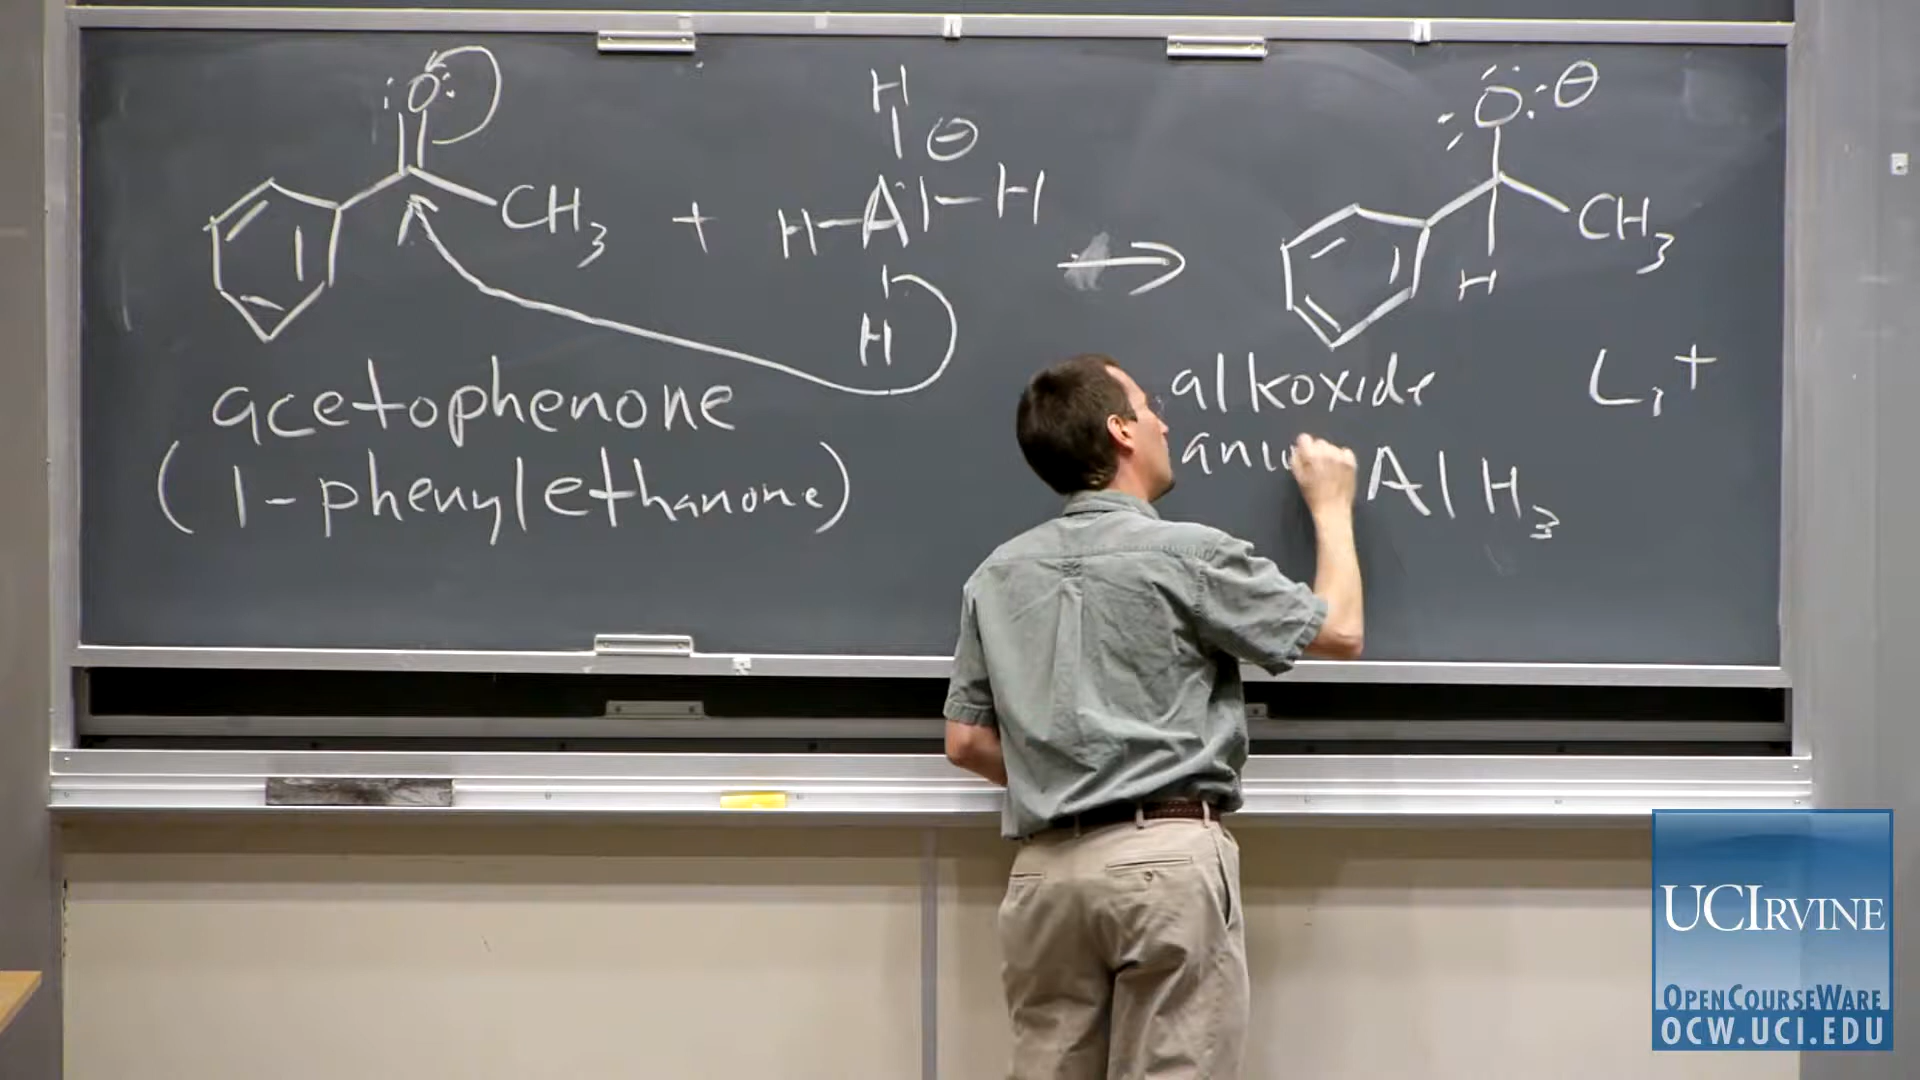 :O:
CH3
+
H
⊖
H-Al-H
H
→
:O: ⊖
CH3
H
acetophenone
(1-phenylethanone)
alkoxide
Li+
AlH3
UCIRVINE
OPENCOURSEWARE
OCW.UCI.EDU